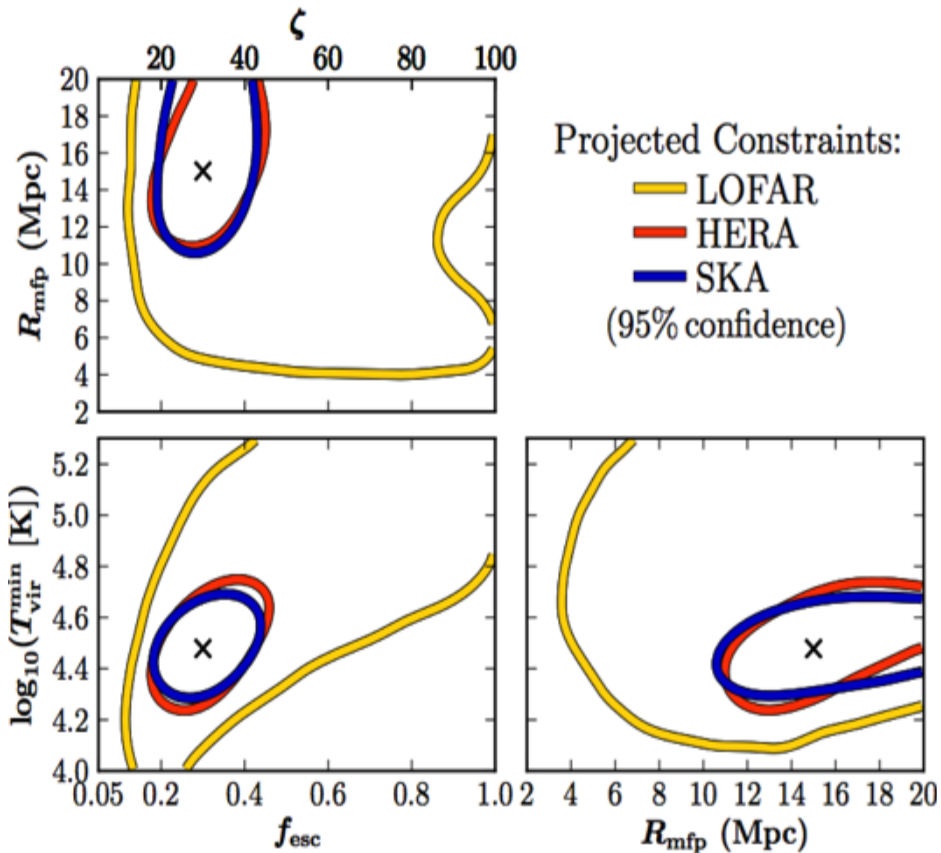 ζ
20 40 60 80 100
20
18
16
14
12
10
8
6
4
2
R_mfp (Mpc)
Projected Constraints:
LOFAR
HERA
SKA
(95% confidence)
5.2
5.0
4.8
4.6
4.4
4.2
4.0
log₁₀(T_vir^min [K])
0.05 0.2 0.4 0.6 0.8 1.0
f_esc
2 4 6 8 10 12 14 16 18 20
R_mfp (Mpc)